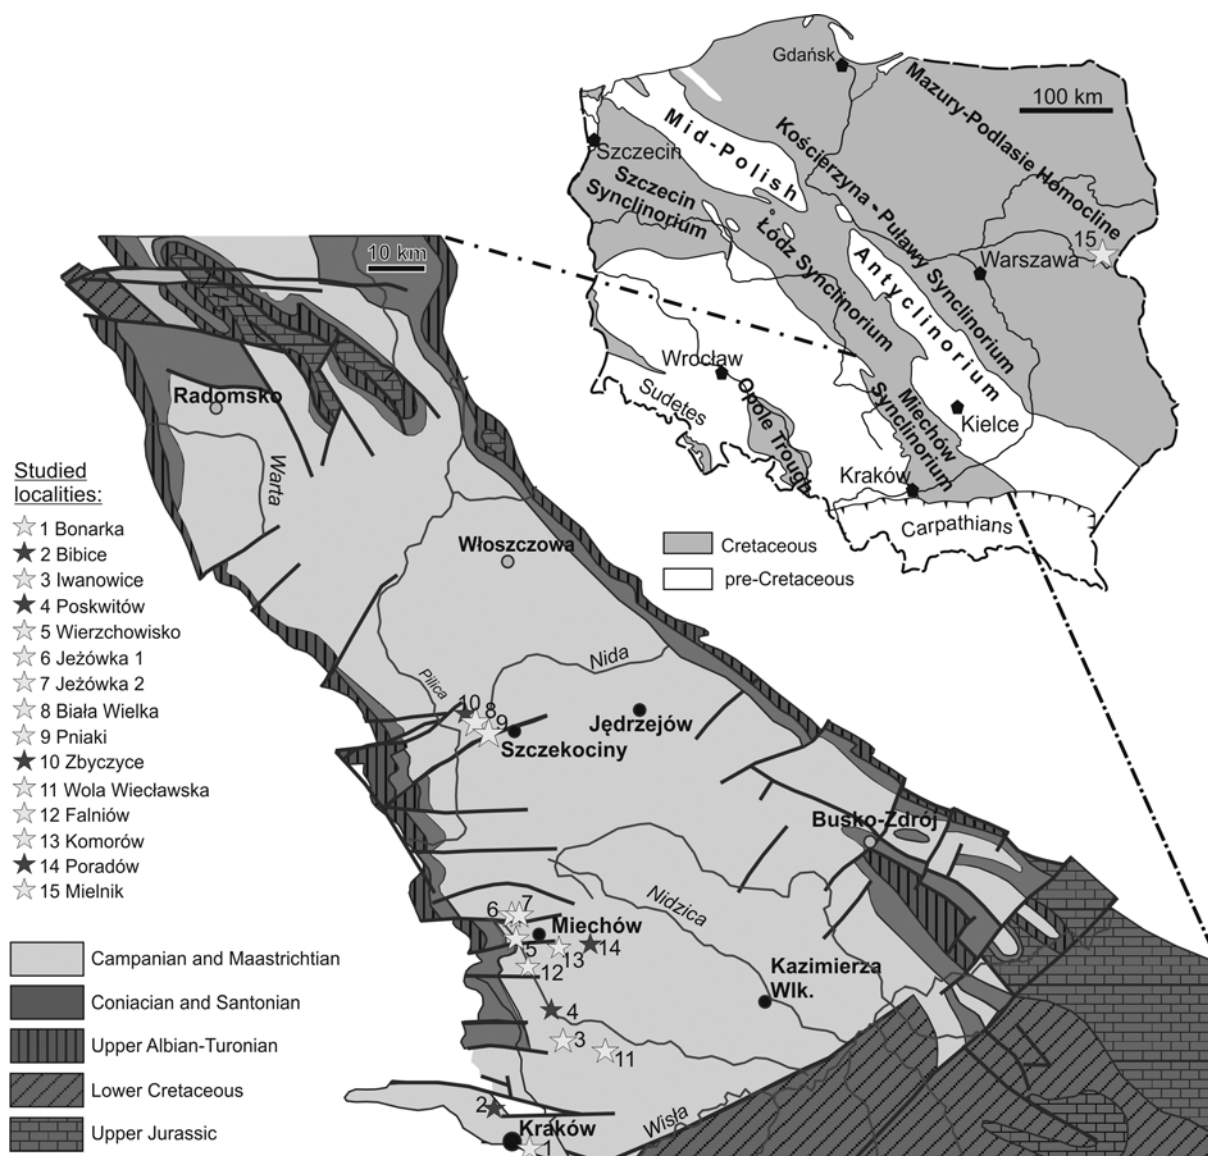 Gdańsk
Mazury-Podlasie Homocline
100 km
Mid-Polish
Kościerzyna - Puławy Synclinorium
Szczecin
Szczecin
Synclinorium
Łódz Synclinorium
15
Warszawa
Antyclinorium
10 km
Wrocław
Sudetes
Opole Trough
Miechów
Synclinorium
Kielce
Kraków
Carpathians
Cretaceous
pre-Cretaceous
Radomsko
Warta
Włoszczowa
Nida
Pilica
10
8
9
Szczekociny
Jędrzejów
Busko-Zdrój
Nidzica
6
7
Miechów
5
13
14
12
Kazimierza
Wlk.
4
3
11
2
Kraków
1
Wisła
Studied
localities:
1 Bonarka
2 Bibice
3 Iwanowice
4 Poskwitów
5 Wierzchowisko
6 Jeżówka 1
7 Jeżówka 2
8 Biała Wielka
9 Pniaki
10 Zbyczyce
11 Wola Więcławska
12 Falniów
13 Komorów
14 Poradów
15 Mielnik
Campanian and Maastrichtian
Coniacian and Santonian
Upper Albian-Turonian
Lower Cretaceous
Upper Jurassic